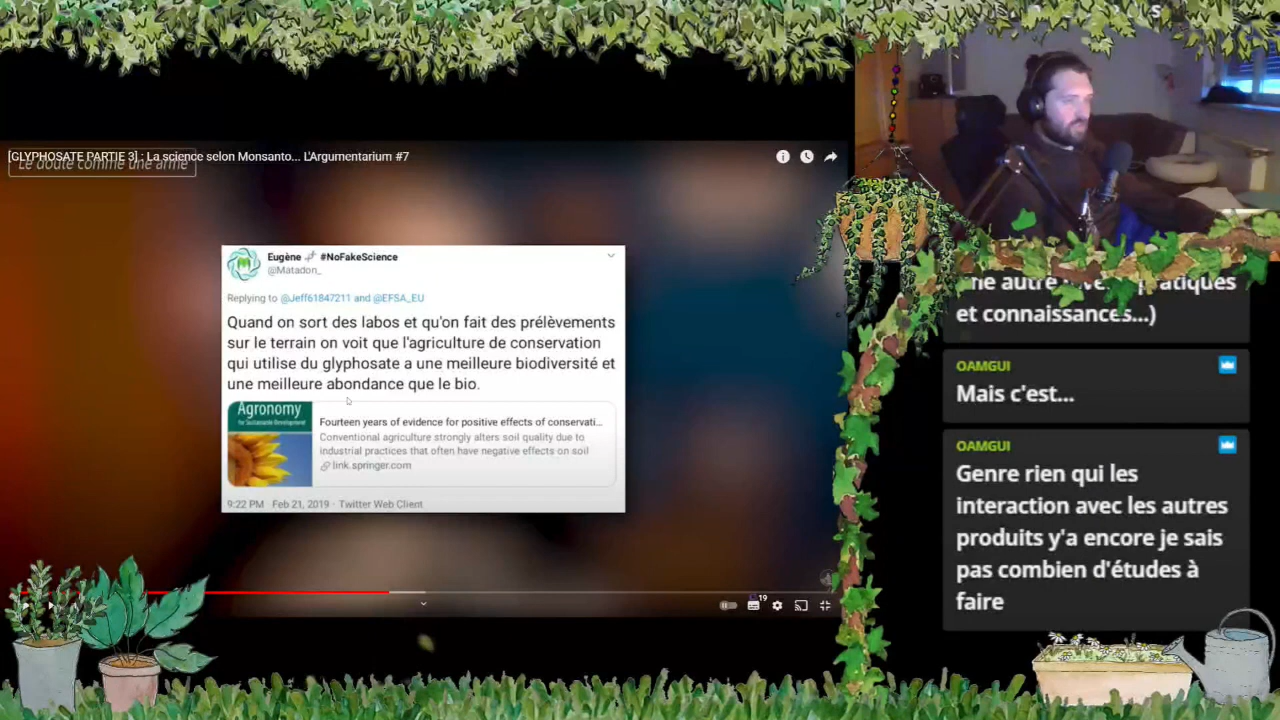 [GLYPHOSATE PARTIE 3] : La science selon Monsanto... L'Argumentarium #7
Le doute comme une arme
Eugène #NoFakeScience
@Matadon_
Replying to @Jeff61847211 and @EFSA_EU
Quand on sort des labos et qu'on fait des prélèvements
sur le terrain on voit que l'agriculture de conservation
qui utilise du glyphosate a une meilleure biodiversité et
une meilleure abondance que le bio.
Agronomy
for Sustainable Development
Fourteen years of evidence for positive effects of conservati...
Conventional agriculture strongly alters soil quality due to
industrial practices that often have negative effects on soil
link.springer.com
9:22 PM Feb 21, 2019 · Twitter Web Client
19
autre
pratiques
et connaissances...)
OAMGUI
Mais c'est...
OAMGUI
Genre rien qui les
interaction avec les autres
produits y'a encore je sais
pas combien d'études à
faire